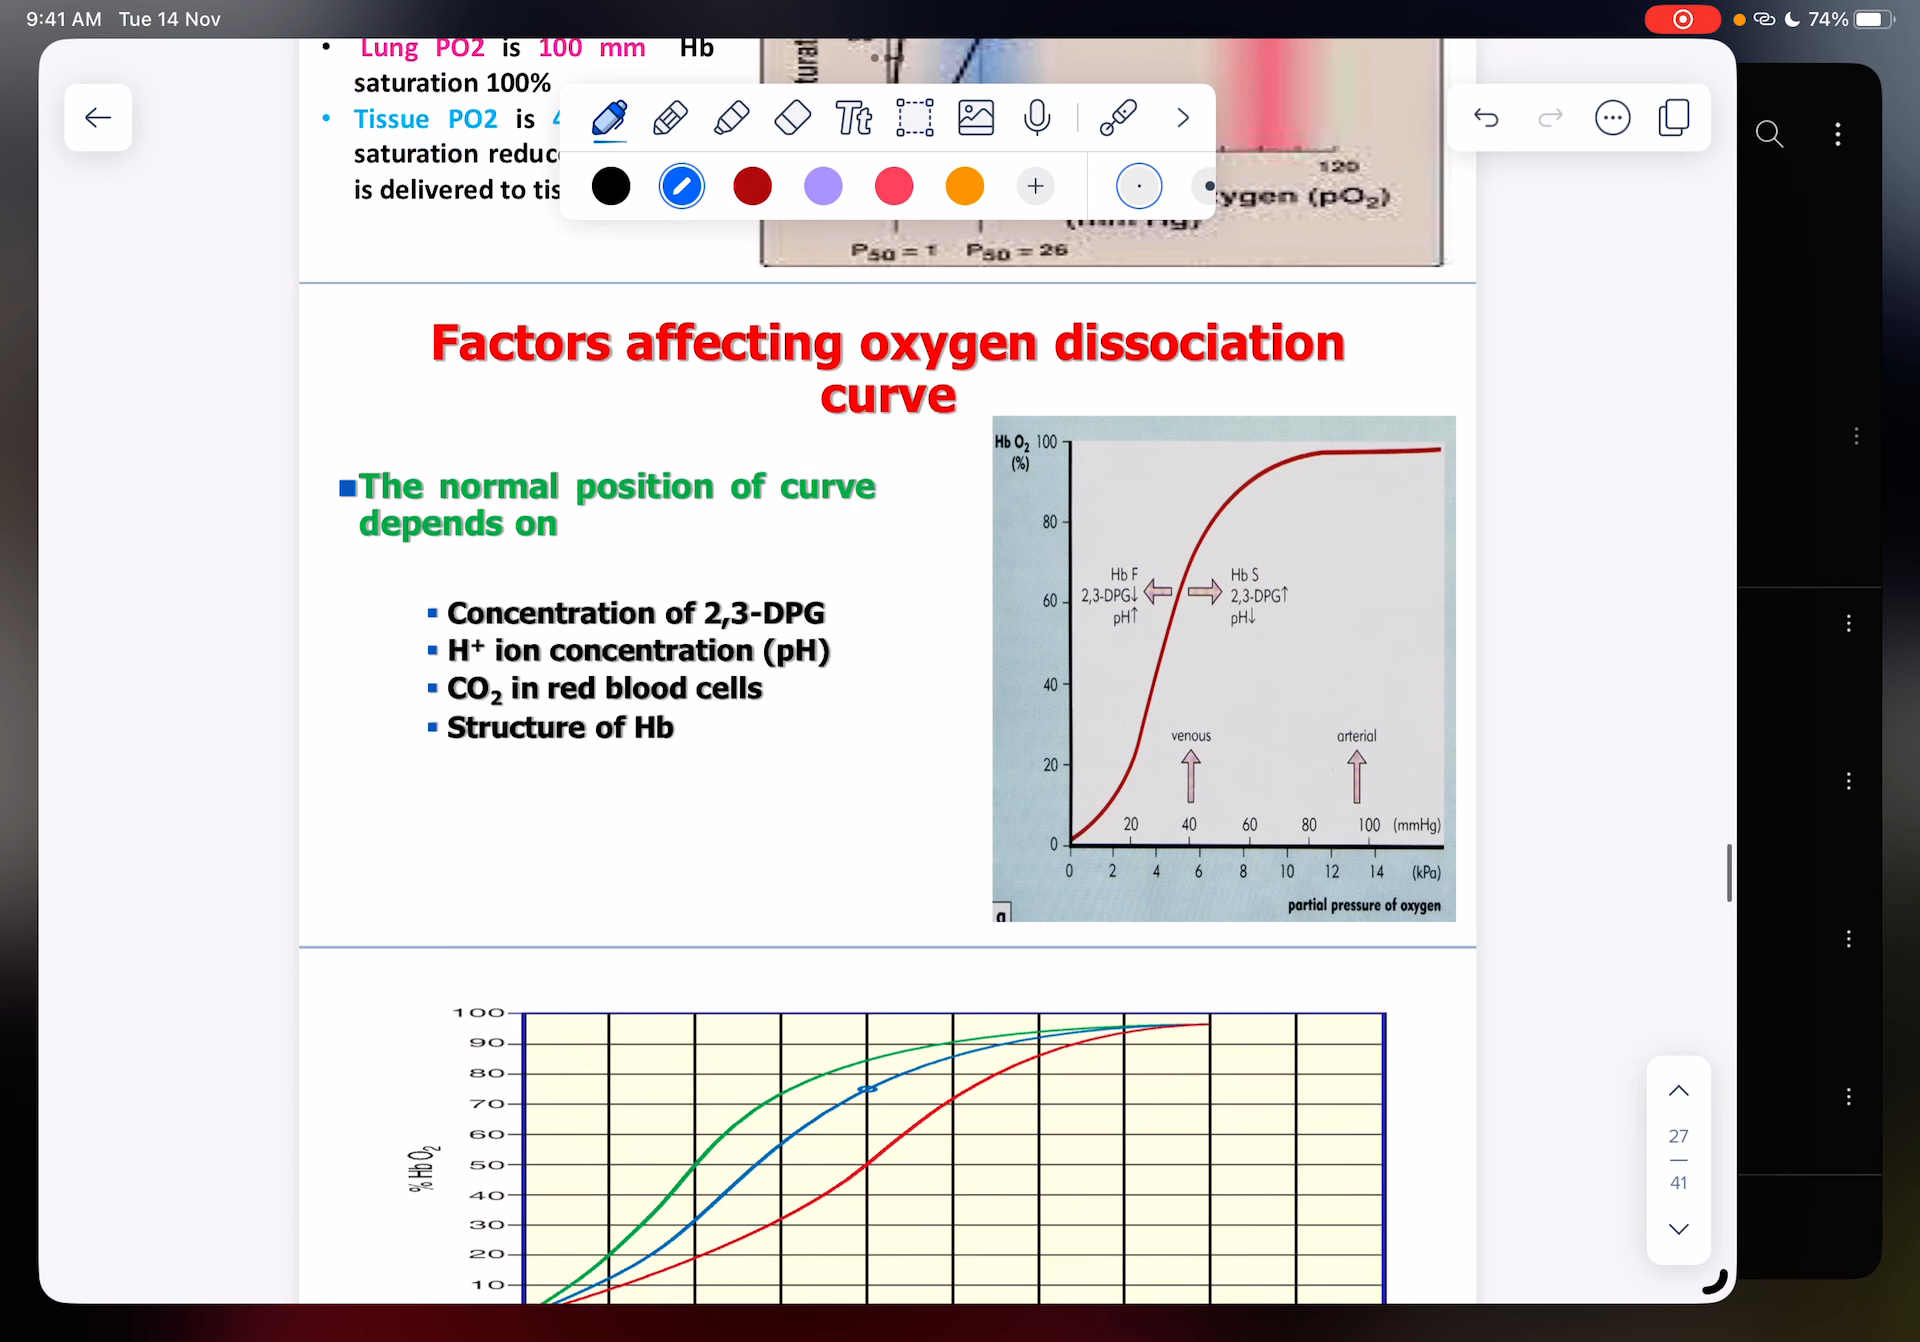 9:41 AM Tue 14 Nov
74%
• Lung PO2 is 100 mm Hb
saturation 100%
• Tissue PO2 is
saturation
is delivered to
120
(pO₂)
P₅₀ = 1 P₅₀ = 26
Tt
Factors affecting oxygen dissociation
curve
The normal position of curve
depends on
Concentration of 2,3-DPG
H⁺ ion concentration (pH)
CO₂ in red blood cells
Structure of Hb
Hb O₂ 100
(%)
80
60
40
20
0
Hb F
2,3-DPG↓
pH↑
Hb S
2,3-DPG↑
pH↓
venous
arterial
20 40 60 80 100 (mmHg)
0 2 4 6 8 10 12 14 (kPa)
partial pressure of oxygen
a
100
90
80
70
60
50
40
30
20
10
% Hb O₂
27
41